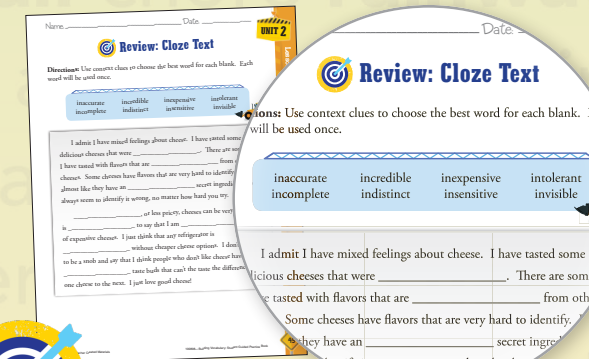 Name Date
UNIT 2
Review: Cloze Text
Directions: Use context clues to choose the best word for each blank. Each
word will be used once.
inaccurate incredible inexpensive intolerant
incomplete indistinct insensitive invisible
I admit I have mixed feelings about cheese. I have tasted some
delicious cheeses that were . There are so
I have tasted with flavors that are from
cheese. Some cheeses have flavors that are very hard to identify
almost like they have an secret ingredi
always seem to identify it wrong, no matter how hard you try.
, or less pricey, cheeses can be very
is to say that I am
of expensive cheese. I just think that any refrigerator is
without cheaper cheese options. I don
to be a snob and say that I think people who don't like cheese hav
taste buds that can't taste the differen
one cheese to the next. I just love good cheese!
Date
Review: Cloze Text
ions: Use context clues to choose the best word for each blank.
will be used once.
inaccurate incredible inexpensive intolerant
incomplete indistinct insensitive invisible
I admit I have mixed feelings about cheese. I have tasted some
licious cheeses that were . There are som
e tasted with flavors that are from oth
Some cheeses have flavors that are very hard to identify.
they have an secret ingre